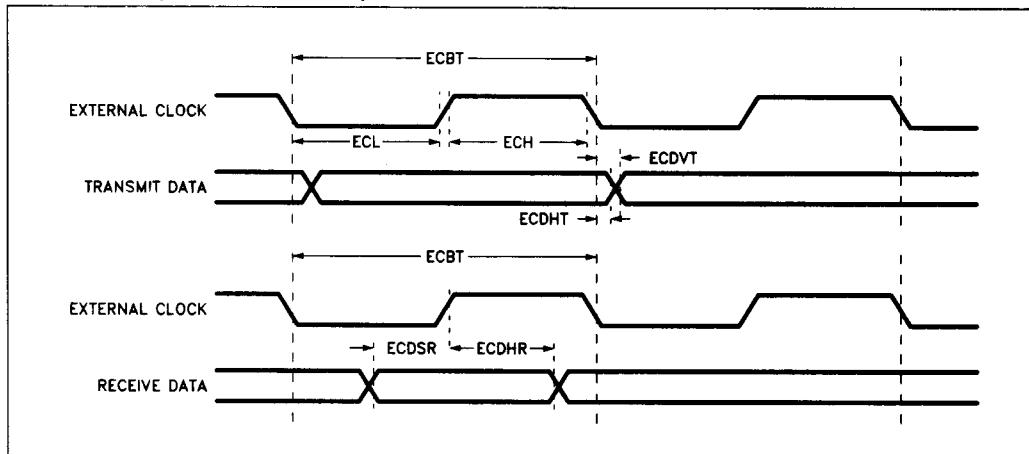 ECBT
EXTERNAL CLOCK
ECL
ECH
ECDVT
TRANSMIT DATA
ECDHT
ECBT
EXTERNAL CLOCK
ECDSR
ECDHR
RECEIVE DATA